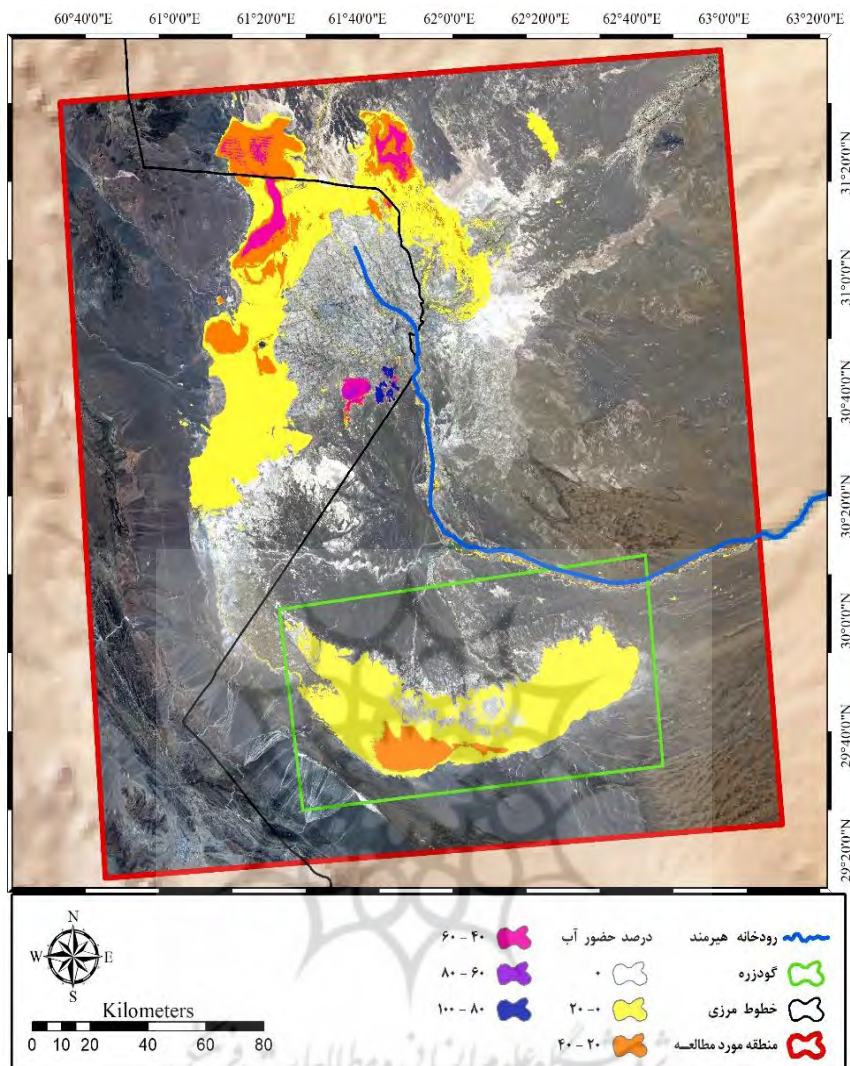 60°40'0"E 61°0'0"E 61°20'0"E 61°40'0"E 62°0'0"E 62°20'0"E 62°40'0"E 63°0'0"E 63°20'0"E
31°20'0"N
31°0'0"N
30°40'0"N
30°20'0"N
30°0'0"N
29°40'0"N
29°20'0"N
رودخانه هیرمند
گودزره
خطوط مرزی
منطقه مورد مطالعه
درصد حضور آب
۰
۲۰ - ۰
۴۰ - ۲۰
۶۰ - ۴۰
۸۰ - ۶۰
۱۰۰ - ۸۰
N
W E
S
Kilometers
0 10 20 40 60 80